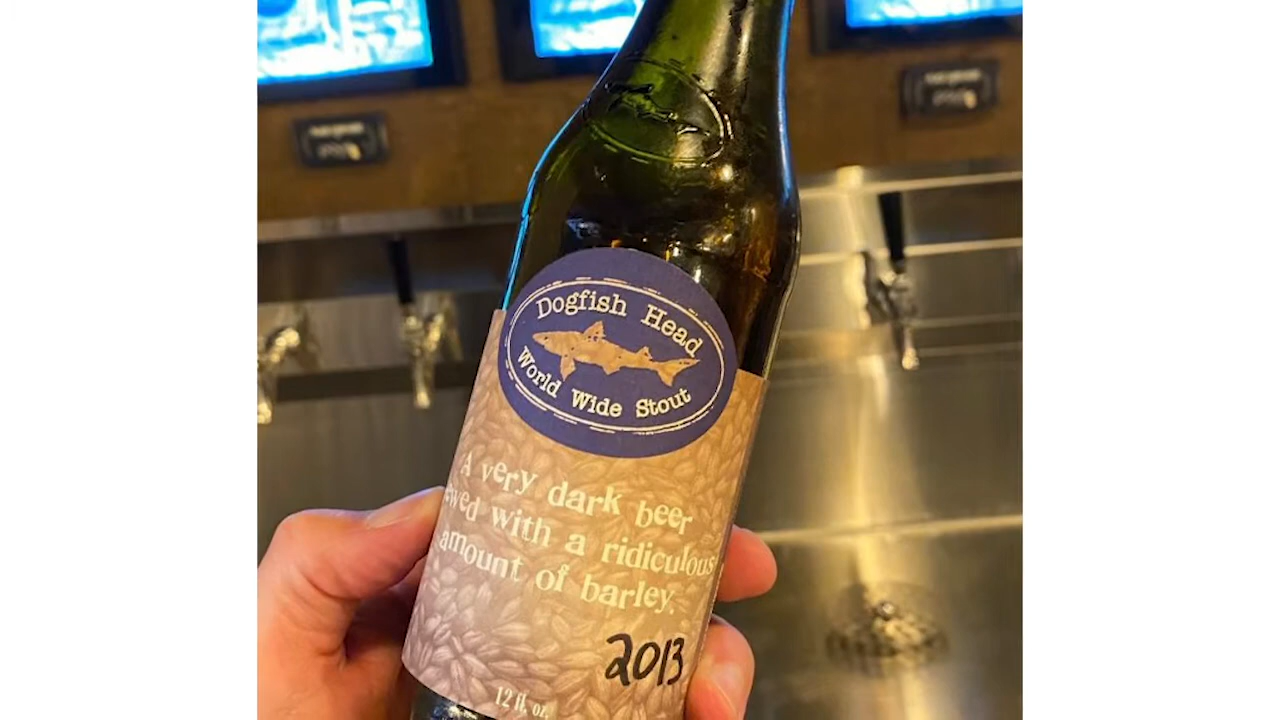 Dogfish Head
World Wide Stout
A very dark beer
ewed with a ridiculous
amount of barley.
2013
12 fl. oz.